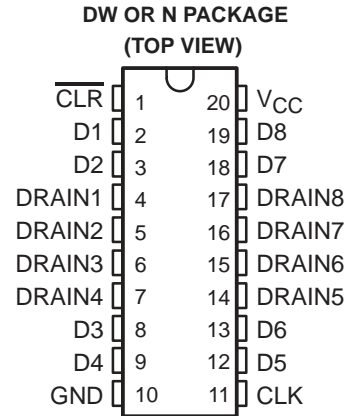 DW OR N PACKAGE
(TOP VIEW)
CLR 1 20 VCC
D1 2 19 D8
D2 3 18 D7
DRAIN1 4 17 DRAIN8
DRAIN2 5 16 DRAIN7
DRAIN3 6 15 DRAIN6
DRAIN4 7 14 DRAIN5
D3 8 13 D6
D4 9 12 D5
GND 10 11 CLK